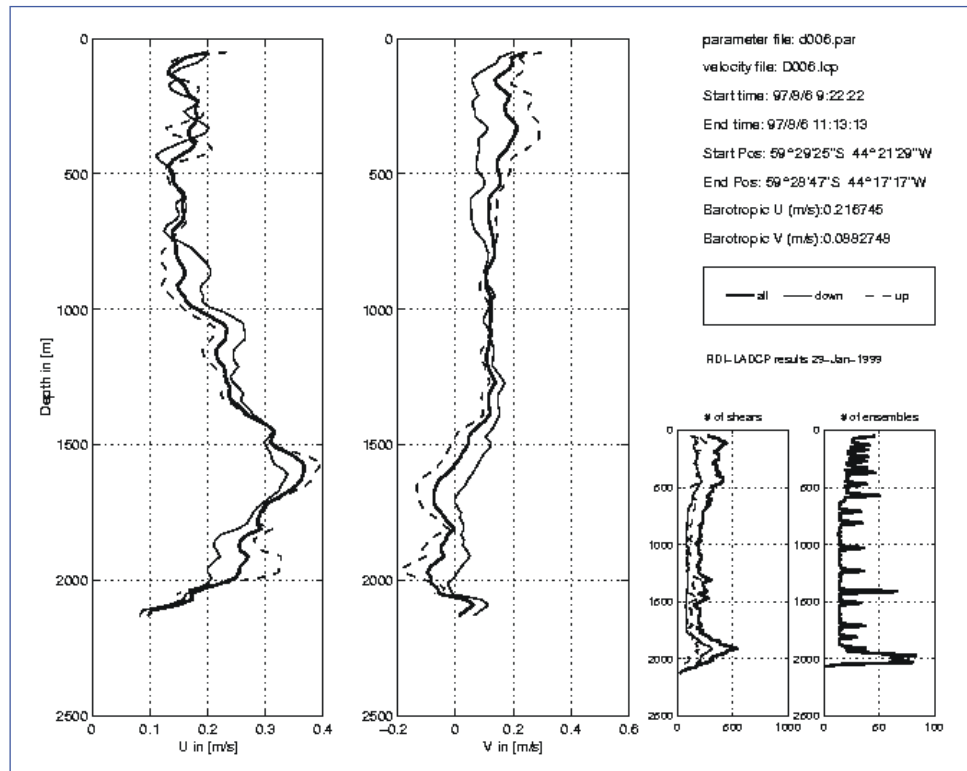 parameter file: d006.par
velocity file: D006.lcp
Start time: 97/8/6 9:22:22
End time: 97/8/6 11:13:13
Start Pos: 59°29'25"S 44°21'29"W
End Pos: 59°28'47"S 44°17'17"W
Barotropic U (m/s):0.216745
Barotropic V (m/s):0.0882748
all down up
RDI-LADCP results 29-Jan-1999
Depth in [m]
0
500
1000
1500
2000
2500
0 0.1 0.2 0.3 0.4
U in [m/s]
0
500
1000
1500
2000
2500
-0.2 0 0.2 0.4 0.6
V in [m/s]
# of shears
0
500
1000
1500
2000
2500
0 500 1000
# of ensembles
0
500
1000
1500
2000
2500
0 50 100